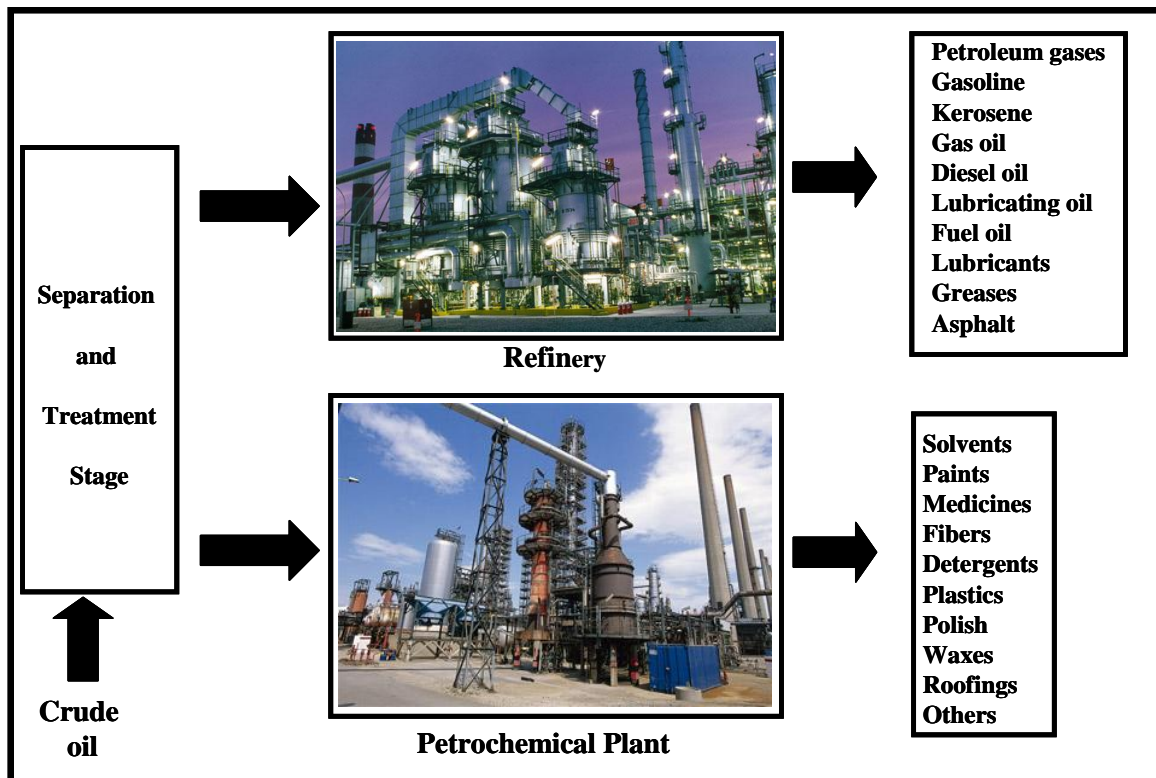 Crude
oil
Separation
and
Treatment
Stage
Refinery
Petroleum gases
Gasoline
Kerosene
Gas oil
Diesel oil
Lubricating oil
Fuel oil
Lubricants
Greases
Asphalt
Petrochemical Plant
Solvents
Paints
Medicines
Fibers
Detergents
Plastics
Polish
Waxes
Roofings
Others